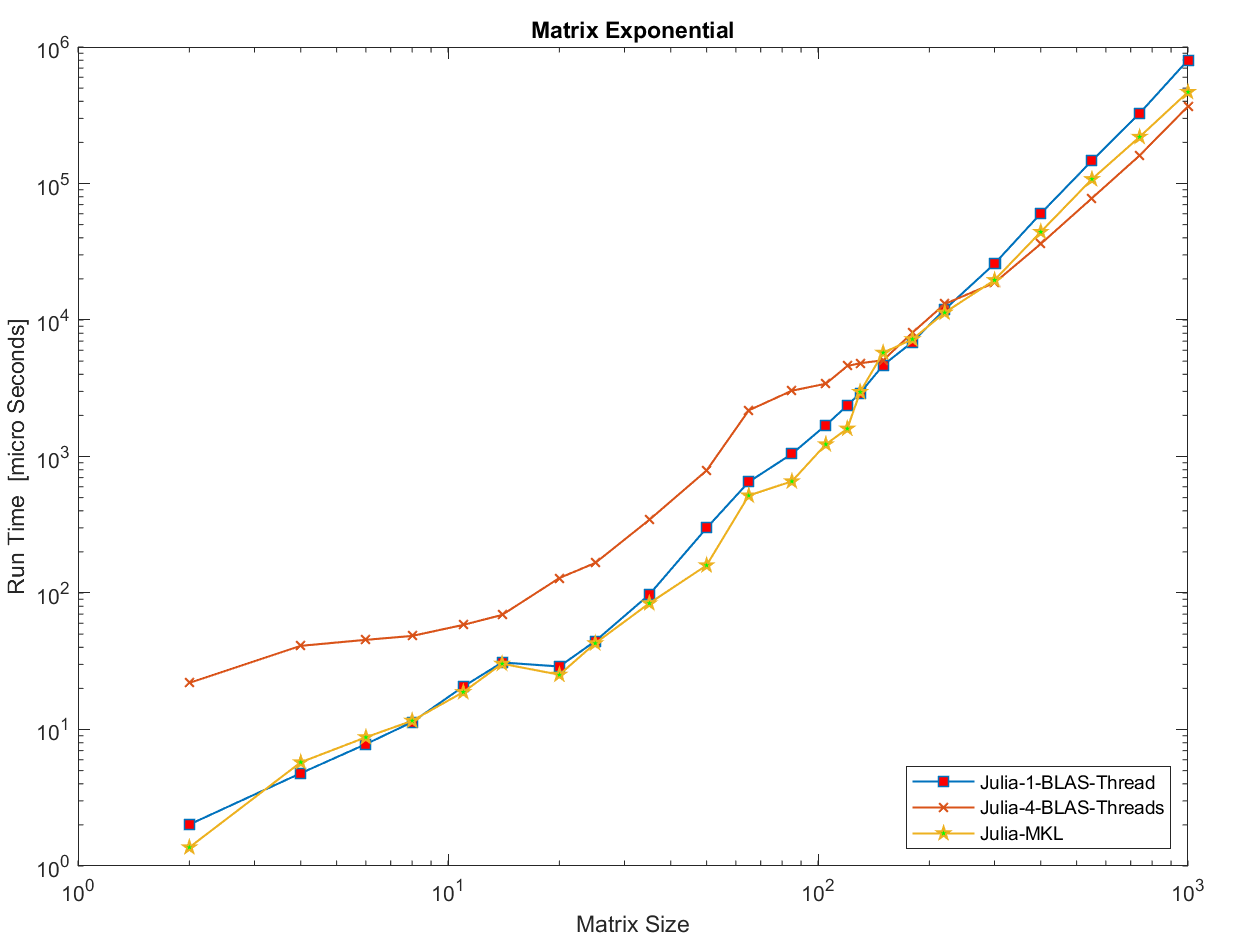 Matrix Exponential
10^6
10^5
10^4
10^3
10^2
10^1
10^0
Run Time [micro Seconds]
10^0
10^1
10^2
10^3
Matrix Size
Julia-1-BLAS-Thread
Julia-4-BLAS-Threads
Julia-MKL